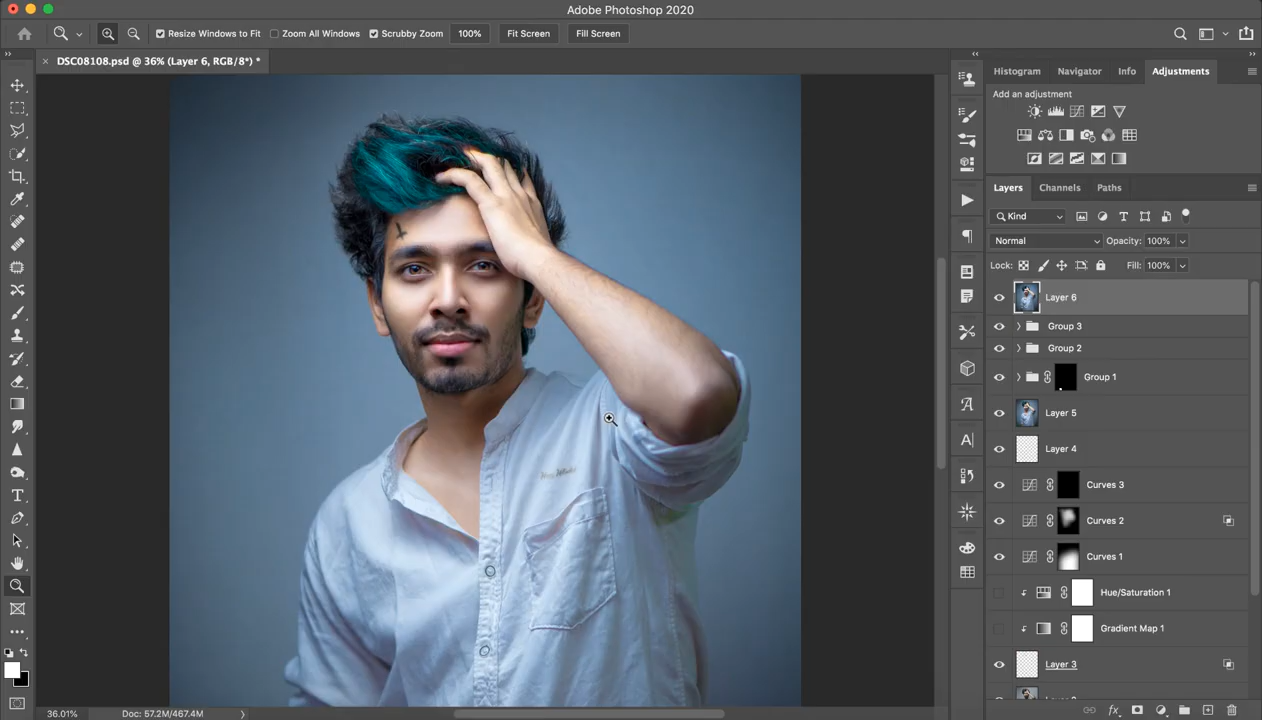 Adobe Photoshop 2020
Resize Windows to Fit Zoom All Windows Scrubby Zoom 100% Fit Screen Fill Screen
DSC08108.psd @ 36% (Layer 6, RGB/8*) *
Histogram Navigator Info Adjustments
Add an adjustment
Layers Channels Paths
Kind
Normal Opacity: 100%
Lock: Fill: 100%
Layer 6
Group 3
Group 2
Group 1
Layer 5
Layer 4
Curves 3
Curves 2
Curves 1
Hue/Saturation 1
Gradient Map 1
Layer 3
36.01% Doc: 57.2M/467.4M